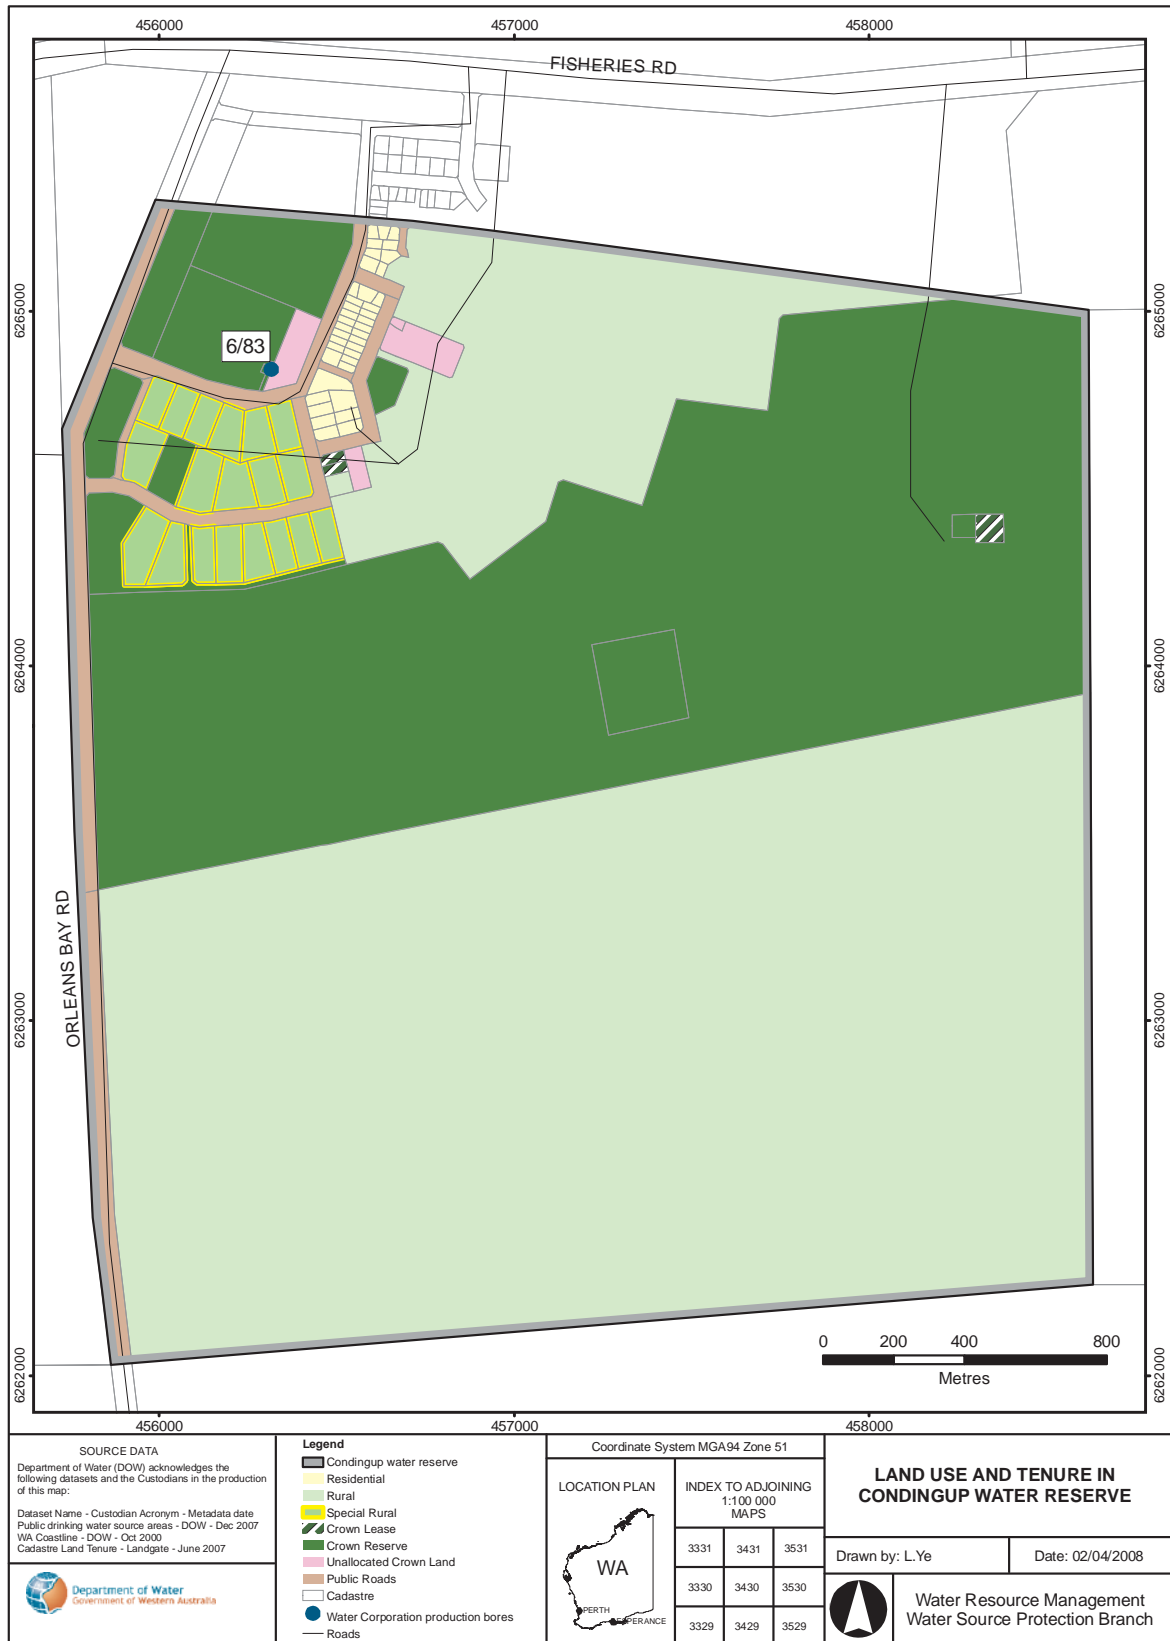 456000
457000
458000
FISHERIES RD
6265000
6265000
6/83
6264000
6264000
ORLEANS BAY RD
6263000
6263000
0 200 400 800
Metres
6262000
6262000
456000
457000
458000
SOURCE DATA
Department of Water (DOW) acknowledges the
following datasets and the Custodians in the production
of this map:
Dataset Name - Custodian Acronym - Metadata date
Public drinking water source areas - DOW - Dec 2007
WA Coastline - DOW - Oct 2000
Cadastre Land Tenure - Landgate - June 2007
Department of Water
Government of Western Australia
Legend
Condingup water reserve
Residential
Rural
Special Rural
Crown Lease
Crown Reserve
Unallocated Crown Land
Public Roads
Cadastre
Water Corporation production bores
Roads
Coordinate System MGA94 Zone 51
LOCATION PLAN
WA
PERTH
ESPERANCE
INDEX TO ADJOINING
1:100 000
MAPS
3331 3431 3531
3330 3430 3530
3329 3429 3529
LAND USE AND TENURE IN
CONDINGUP WATER RESERVE
Drawn by: L.Ye
Date: 02/04/2008
Water Resource Management
Water Source Protection Branch